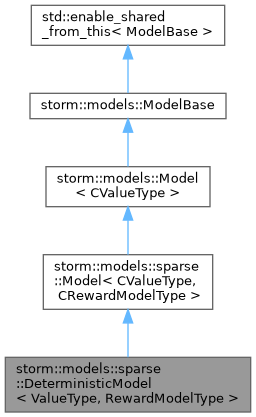 std::enable_shared
_from_this< ModelBase >
storm::models::ModelBase
storm::models::Model
< CValueType >
storm::models::sparse
::Model< CValueType,
CRewardModelType >
storm::models::sparse
::DeterministicModel
< ValueType, RewardModelType >